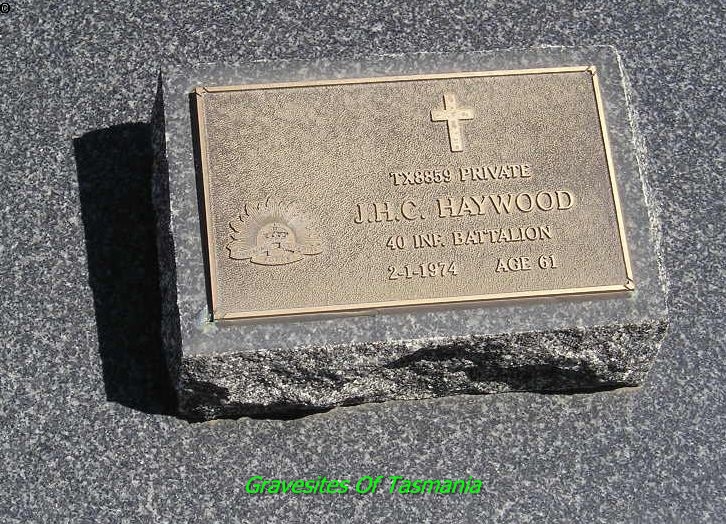 ®
TX8859 PRIVATE
J.H.C. HAYWOOD
40 INF. BATTALION
2-1-1974 AGE 61
Gravesites Of Tasmania